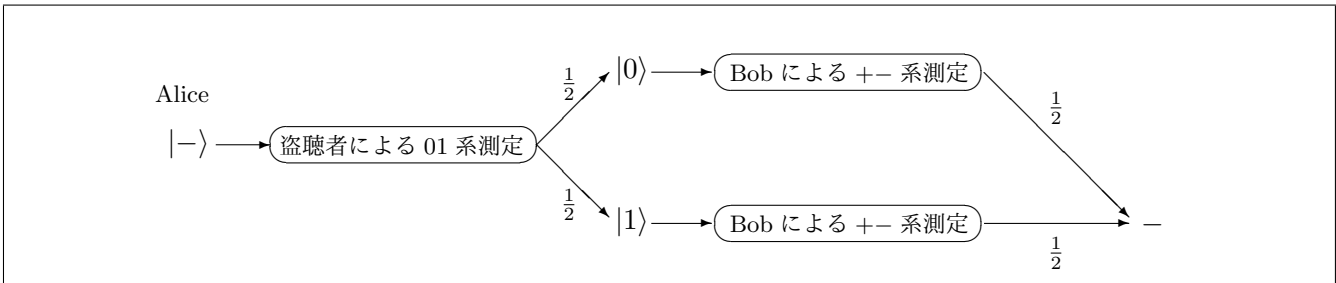 Alice
|−⟩
盗聴者による 01 系測定
1/2
|0⟩
Bob による +− 系測定
1/2
1/2
|1⟩
Bob による +− 系測定
1/2
−